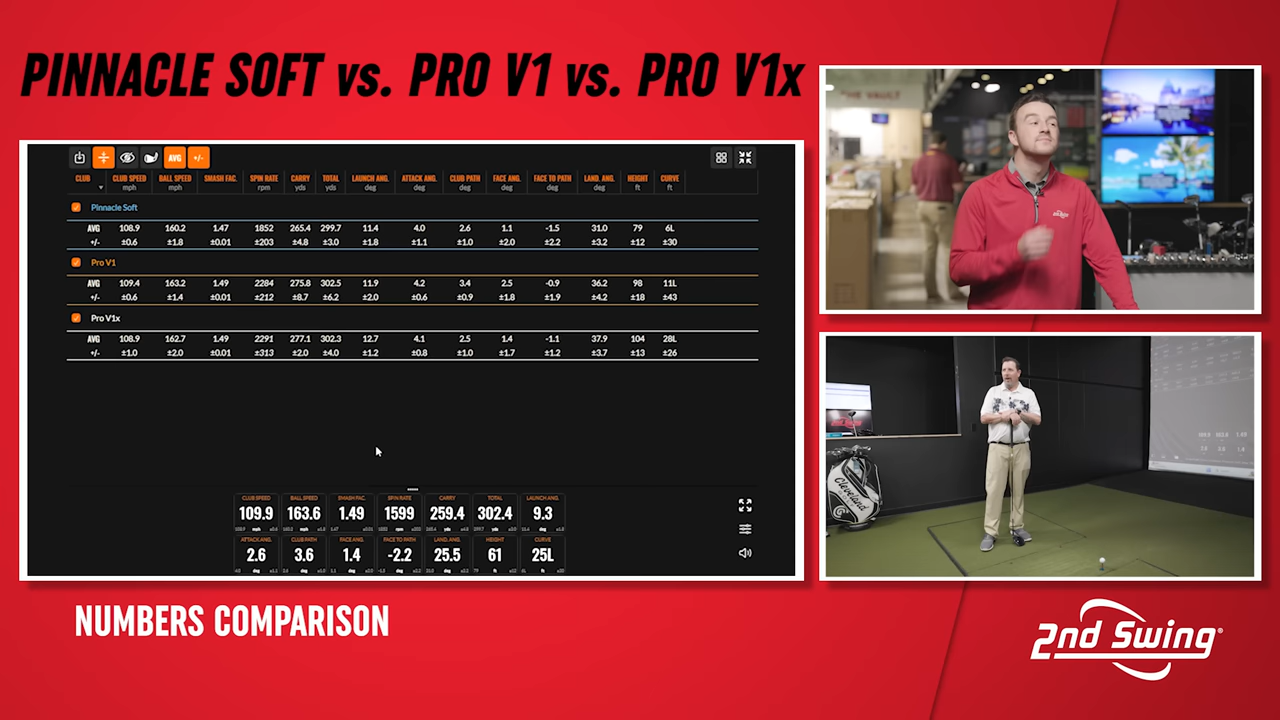 PINNACLE SOFT vs. PRO V1 vs. PRO V1x
THE VAULT
AVG +/-
CLUB CLUB SPEED BALL SPEED SMASH FAC. SPIN RATE CARRY TOTAL LAUNCH ANG. ATTACK ANG. CLUB PATH FACE ANG. FACE TO PATH LAND. ANG. HEIGHT CURVE
mph mph rpm yds yds deg deg deg deg deg deg ft ft
Pinnacle Soft
AVG 108.9 160.2 1.47 1852 265.4 299.7 11.4 4.0 2.6 1.1 -1.5 31.0 79 6L
+/- ±0.6 ±1.8 ±0.01 ±203 ±4.8 ±3.0 ±1.8 ±1.1 ±1.0 ±2.0 ±2.2 ±3.2 ±12 ±30
Pro V1
AVG 109.4 163.2 1.49 2284 275.8 302.5 11.9 4.2 3.4 2.5 -0.9 36.2 98 11L
+/- ±0.6 ±1.4 ±0.01 ±212 ±8.7 ±6.2 ±2.0 ±0.6 ±0.9 ±1.8 ±1.9 ±4.2 ±18 ±43
Pro V1x
AVG 108.9 162.7 1.49 2291 277.1 302.3 12.7 4.1 2.5 1.4 -1.1 37.9 104 28L
+/- ±1.0 ±2.0 ±0.01 ±313 ±2.0 ±4.0 ±1.2 ±0.8 ±1.0 ±1.7 ±1.2 ±3.7 ±13 ±26
CLUB SPEED BALL SPEED SMASH FAC. SPIN RATE CARRY TOTAL LAUNCH ANG.
109.9 163.6 1.49 1599 259.4 302.4 9.3
ATTACK ANG. CLUB PATH FACE ANG. FACE TO PATH LAND. ANG. HEIGHT CURVE
2.6 3.6 1.4 -2.2 25.5 61 25L
Cleveland
NUMBERS COMPARISON
2nd Swing®